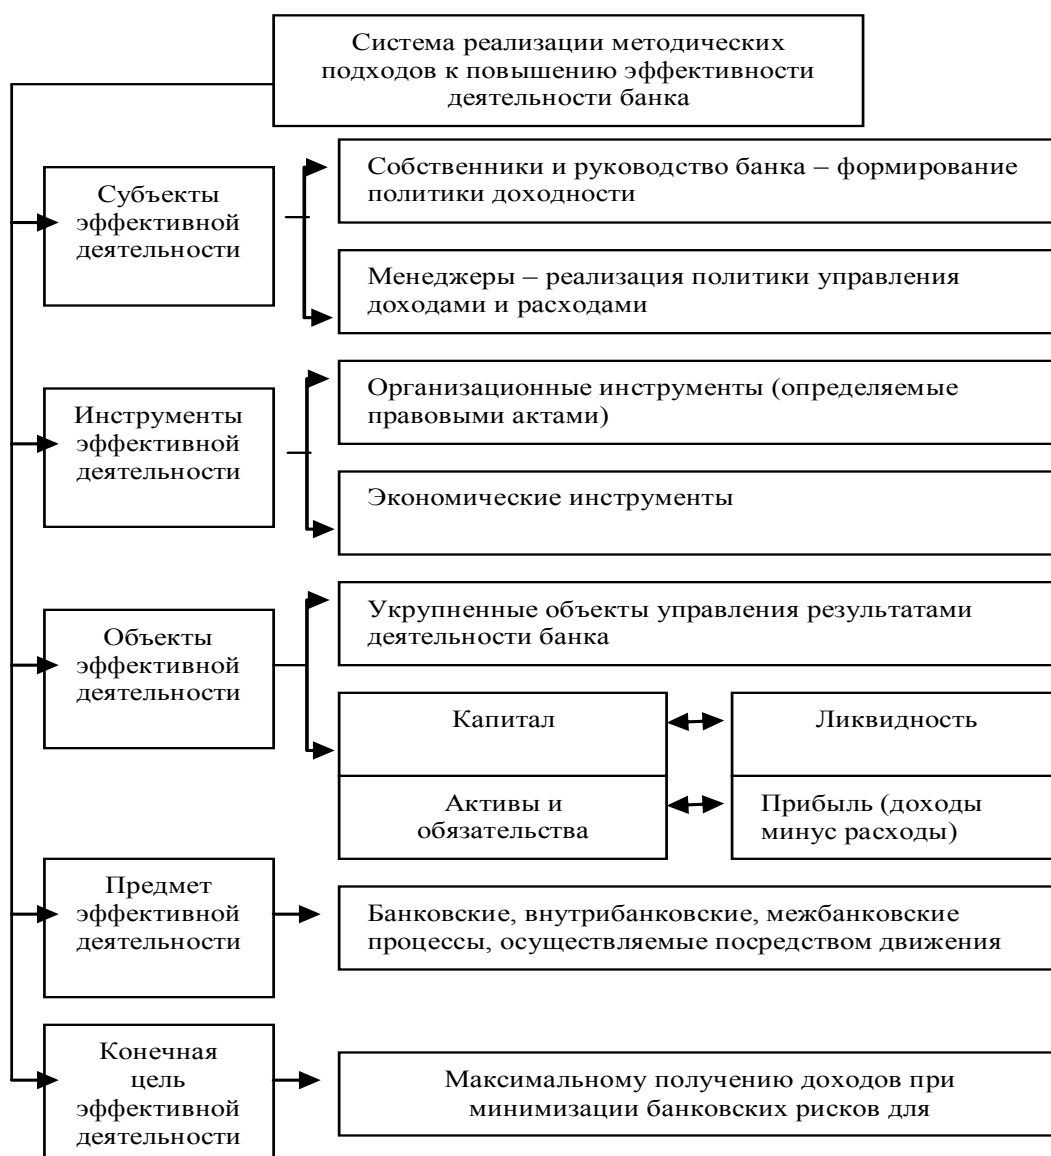 Система реализации методических
подходов к повышению эффективности
деятельности банка
Субъекты
эффективной
деятельности
Собственники и руководство банка – формирование
политики доходности
Менеджеры – реализация политики управления
доходами и расходами
Инструменты
эффективной
деятельности
Организационные инструменты (определяемые
правовыми актами)
Экономические инструменты
Объекты
эффективной
деятельности
Укрупненные объекты управления результатами
деятельности банка
Капитал
Ликвидность
Активы и
обязательства
Прибыль (доходы
минус расходы)
Предмет
эффективной
деятельности
Банковские, внутрибанковские, межбанковские
процессы, осуществляемые посредством движения
Конечная
цель
эффективной
деятельности
Максимальному получению доходов при
минимизации банковских рисков для